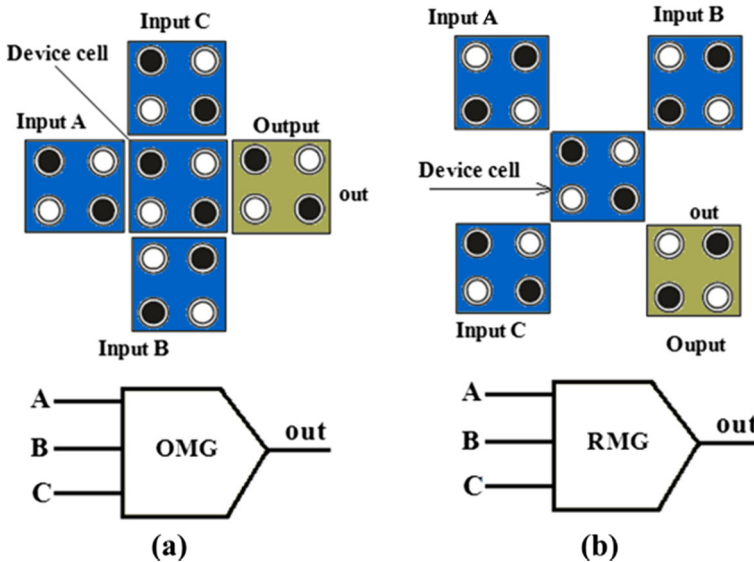 Input C
Device cell
Input A
Output
out
Input B
A
B
C
OMG
out
(a)
Input A
Input B
Device cell
out
Input C
Ouput
A
B
C
RMG
out
(b)